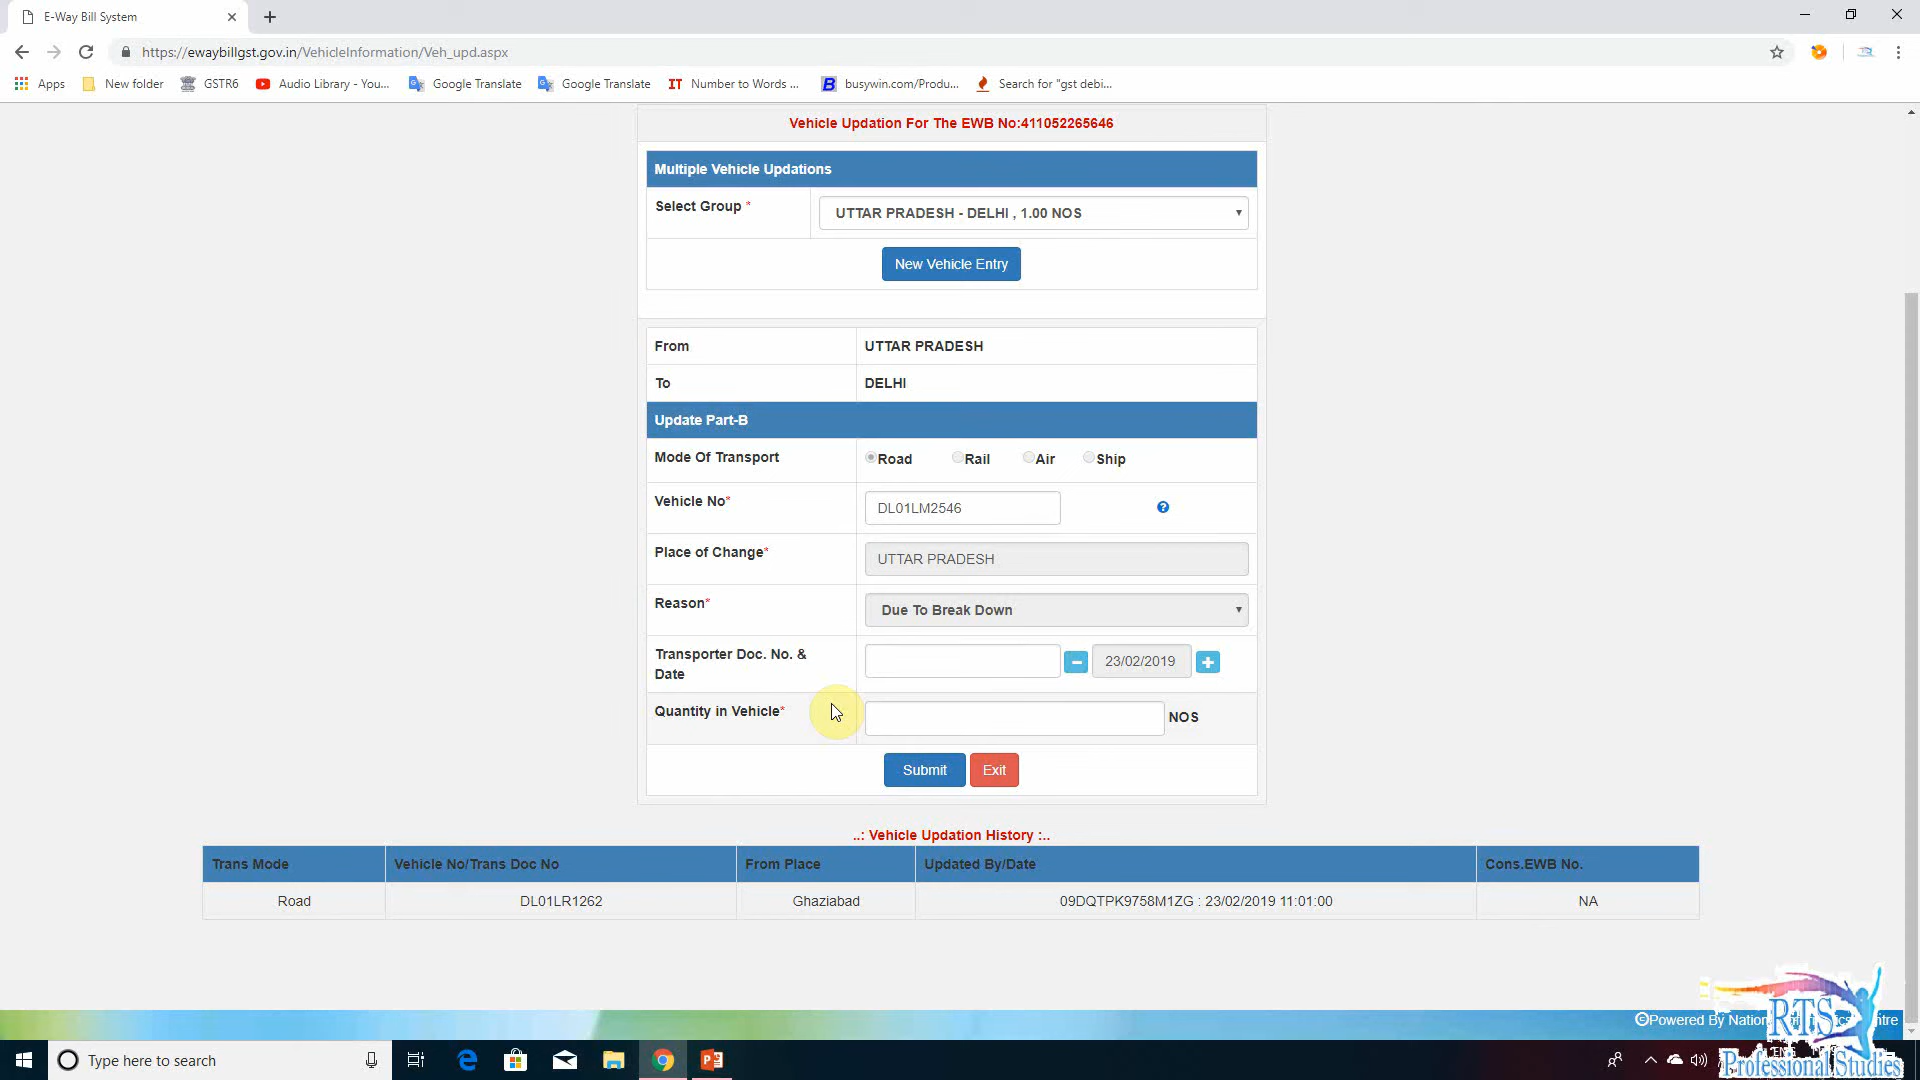 E-Way Bill System
https://ewaybillgst.gov.in/VehicleInformation/Veh_upd.aspx
Apps New folder GSTR6 Audio Library - You... Google Translate Google Translate IT Number to Words ... B busywin.com/Produ... Search for "gst debi...
Vehicle Updation For The EWB No:411052265646
Multiple Vehicle Updations
Select Group * UTTAR PRADESH - DELHI , 1.00 NOS
New Vehicle Entry
From UTTAR PRADESH
To DELHI
Update Part-B
Mode Of Transport Road Rail Air Ship
Vehicle No* DL01LM2546
Place of Change* UTTAR PRADESH
Reason* Due To Break Down
Transporter Doc. No. & Date 23/02/2019
Quantity in Vehicle* NOS
Submit Exit
..: Vehicle Updation History :..
Trans Mode Vehicle No/Trans Doc No From Place Updated By/Date Cons.EWB No.
Road DL01LR1262 Ghaziabad 09DQTPK9758M1ZG : 23/02/2019 11:01:00 NA
Powered By
RTS
Professional Studies
Type here to search